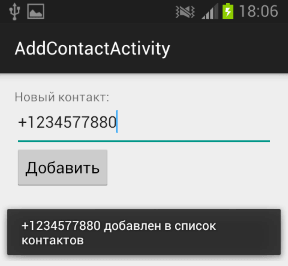 18:06
AddContactActivity
Новый контакт:
+1234577880
Добавить
+1234577880 добавлен в список
контактов